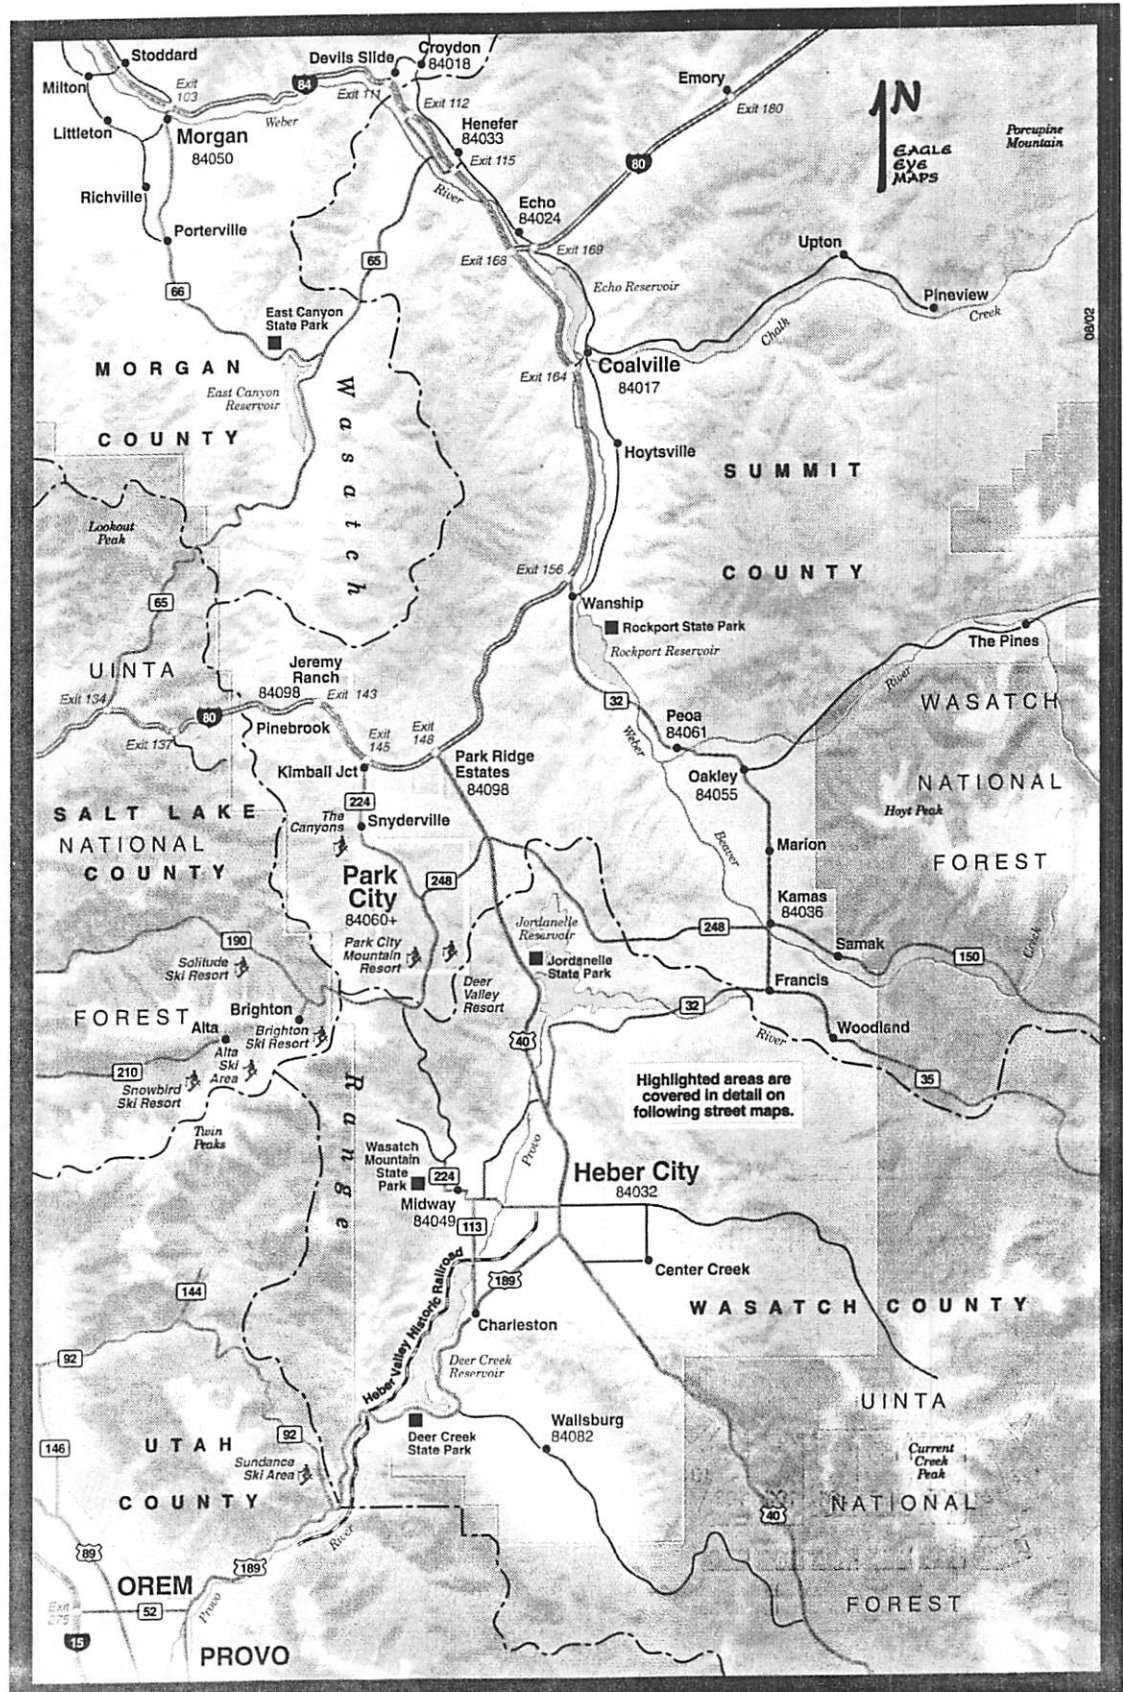 Stoddard
Milton
Exit
103
Littleton
Morgan
84050
Weber
84
Devils Slide
Croydon
84018
Exit 111
Exit 112
Henefer
84033
Exit 115
River
Emory
Exit 180
80
N
EAGLE
EYE
MAPS
Porcupine
Mountain
Richville
Porterville
66
65
Echo
84024
Exit 168
Exit 169
Echo Reservoir
Upton
Pineview
Chalk
Creek
08/02
East Canyon
State Park
East Canyon
Reservoir
MORGAN
COUNTY
Wasatch
Coalville
84017
Exit 164
Hoytsville
SUMMIT
COUNTY
Lookout
Peak
65
Exit 156
Wanship
Rockport State Park
Rockport Reservoir
The Pines
UINTA
Jeremy
Ranch
84098
Exit 143
Exit 134
80
Pinebrook
Exit 137
Exit
145
Exit
148
Kimball Jct
Park Ridge
Estates
84098
32
Weber
Peoa
84061
River
Oakley
84055
WASATCH
NATIONAL
FOREST
Hoyt Peak
SALT LAKE
NATIONAL
COUNTY
224
The
Canyons
Snyderville
Park
City
84060+
248
Beaver
Marion
Kamas
84036
Park City
Mountain
Resort
Jordanelle
Reservoir
Jordanelle
State Park
248
Samak
150
Creek
190
Solitude
Ski Resort
Deer
Valley
Resort
32
Francis
FOREST
Brighton
Brighton
Ski Resort
Alta
Alta
Ski
Area
40
River
Woodland
210
Snowbird
Ski Resort
35
Range
Highlighted areas are
covered in detail on
following street maps.
Twin
Peaks
Wasatch
Mountain
State
Park
224
Provo
Heber City
84032
Midway
84049
113
Center Creek
189
Heber Valley Historic Railroad
Charleston
WASATCH COUNTY
144
92
Deer Creek
Reservoir
Deer Creek
State Park
Wallsburg
84082
UINTA
Current
Creek
Peak
NATIONAL
FOREST
146
UTAH
COUNTY
92
Sundance
Ski Area
40
River
89
189
OREM
Exit
275
52
Provo
15
PROVO